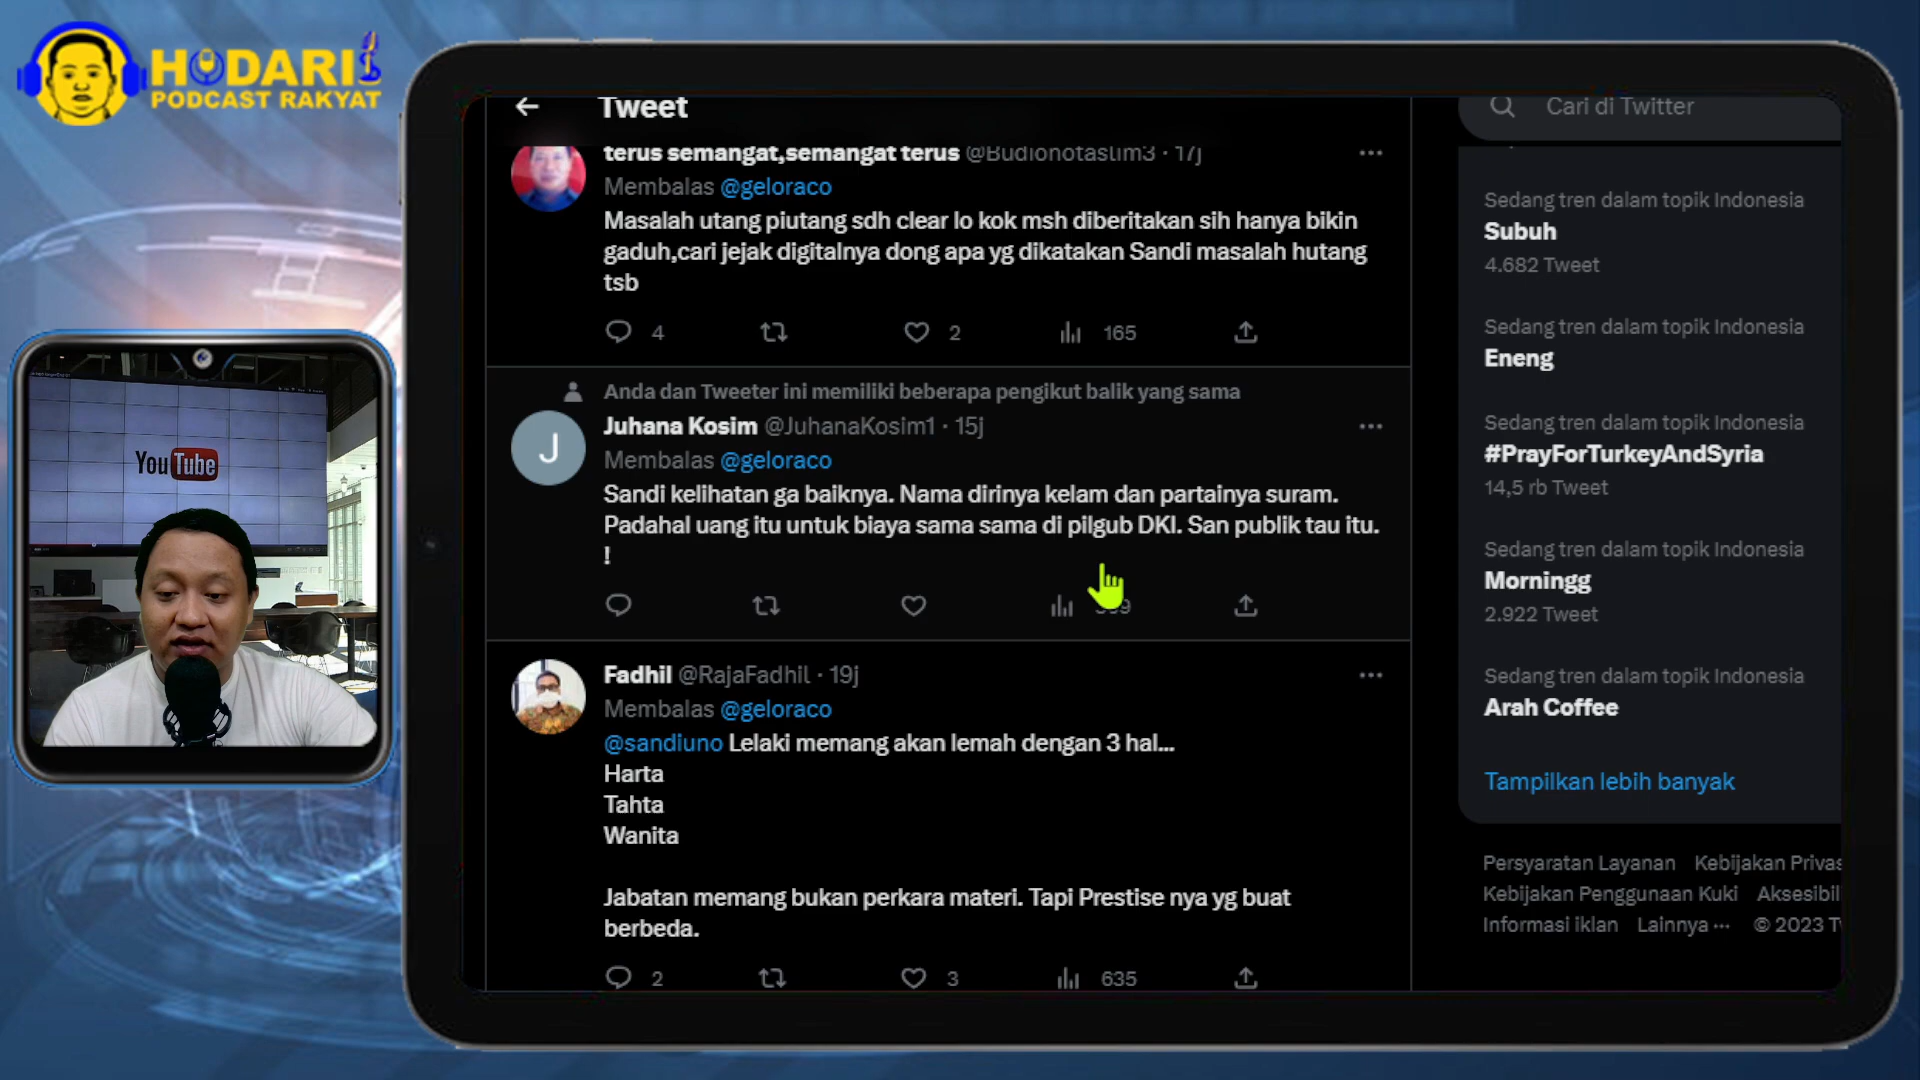 HODARI
PODCAST RAKYAT
YouTube
Tweet
Cari di Twitter
terus semangat,semangat terus @Budionotaslim3 · 17j
Membalas @geloraco
Masalah utang piutang sdh clear lo kok msh diberitakan sih hanya bikin
gaduh,cari jejak digitalnya dong apa yg dikatakan Sandi masalah hutang
tsb
4 2 165
Anda dan Tweeter ini memiliki beberapa pengikut balik yang sama
J
Juhana Kosim @JuhanaKosim1 · 15j
Membalas @geloraco
Sandi kelihatan ga baiknya. Nama dirinya kelam dan partainya suram.
Padahal uang itu untuk biaya sama sama di pilgub DKI. San publik tau itu.
!
Fadhil @RajaFadhil · 19j
Membalas @geloraco
@sandiuno Lelaki memang akan lemah dengan 3 hal...
Harta
Tahta
Wanita
Jabatan memang bukan perkara materi. Tapi Prestise nya yg buat
berbeda.
2 3 635
Sedang tren dalam topik Indonesia
Subuh
4.682 Tweet
Sedang tren dalam topik Indonesia
Eneng
Sedang tren dalam topik Indonesia
#PrayForTurkeyAndSyria
14,5 rb Tweet
Sedang tren dalam topik Indonesia
Morningg
2.922 Tweet
Sedang tren dalam topik Indonesia
Arah Coffee
Tampilkan lebih banyak
Persyaratan Layanan Kebijakan Privas
Kebijakan Penggunaan Kuki Aksesibil
Informasi iklan Lainnya ··· © 2023 T